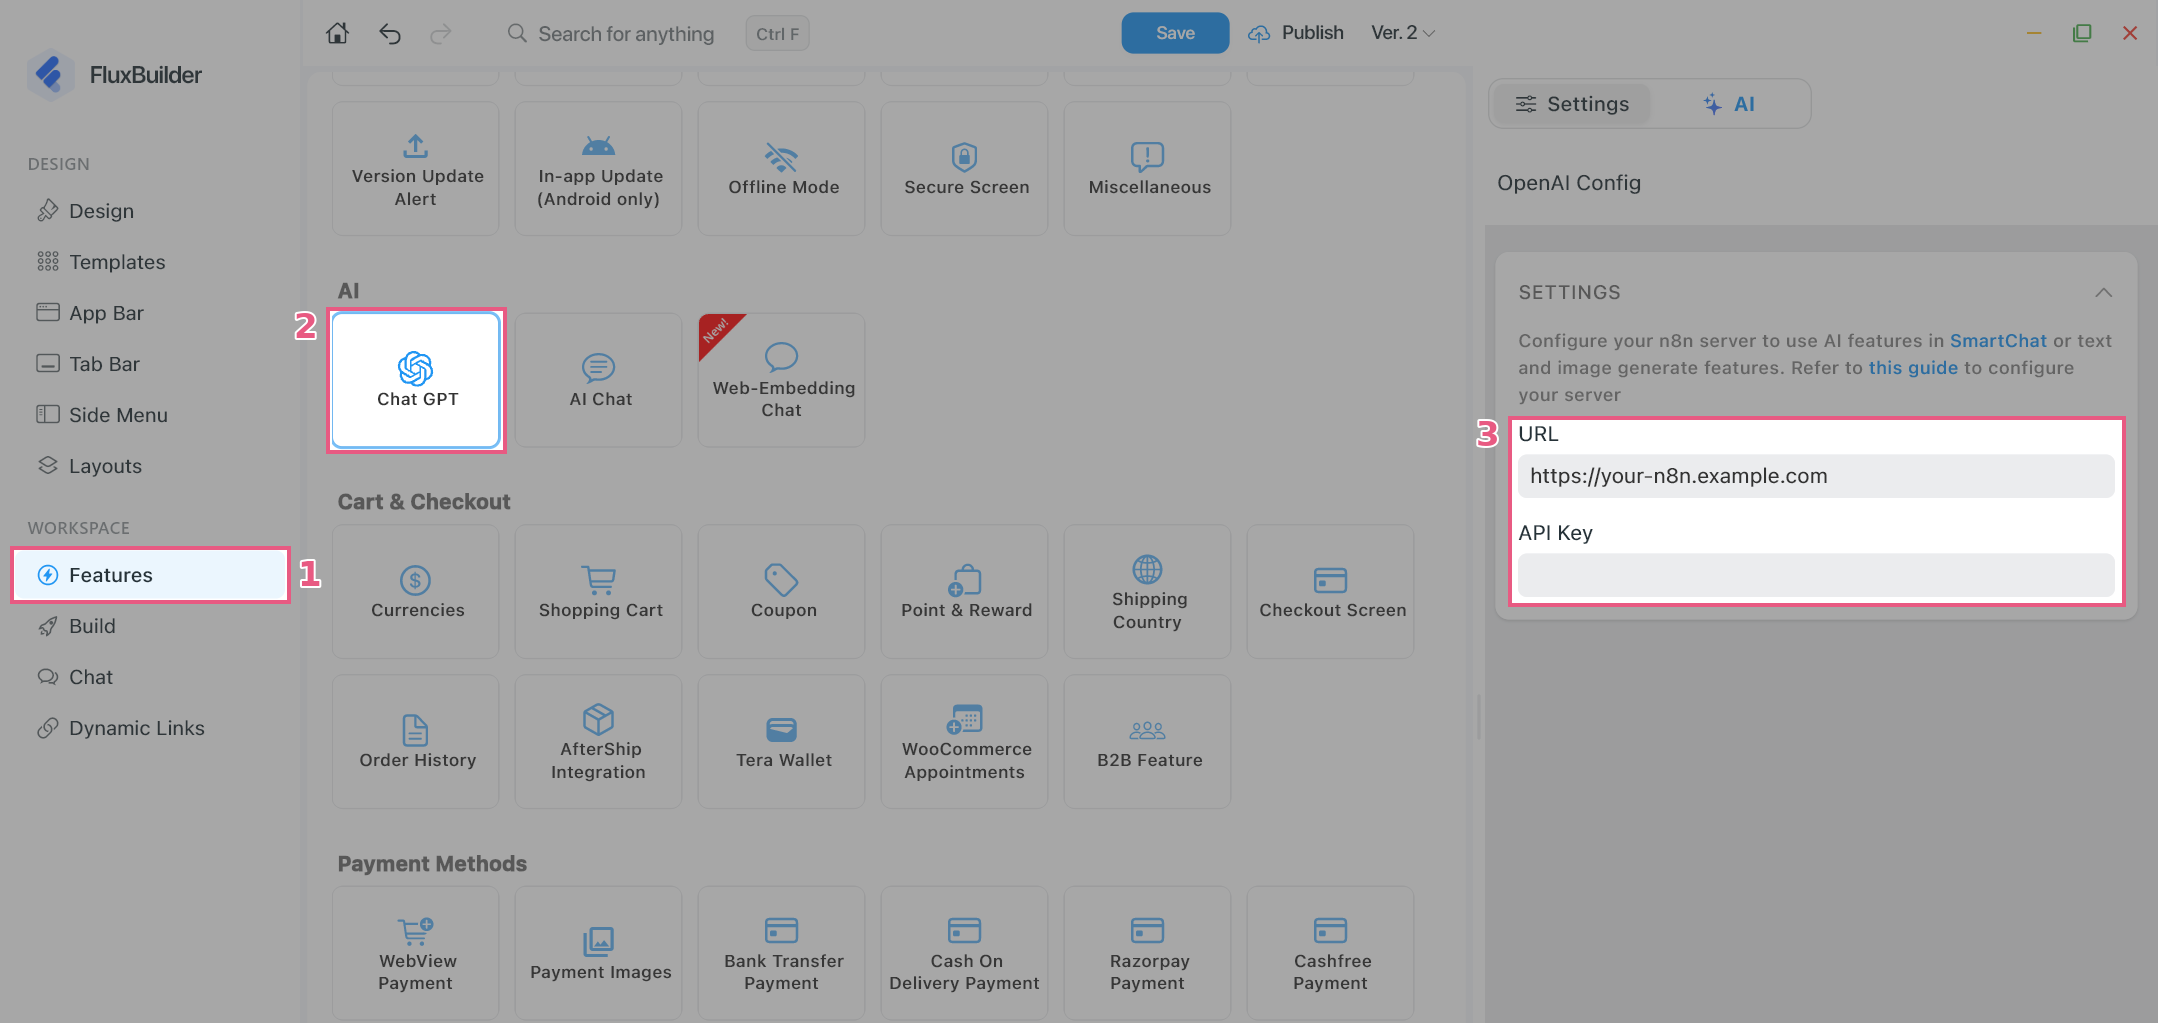 FluxBuilder
DESIGN
Design
Templates
App Bar
Tab Bar
Side Menu
Layouts
WORKSPACE
Features
1
Build
Chat
Dynamic Links
Search for anything
Ctrl F
Save
Publish
Ver. 2
Version Update
Alert
In-app Update
(Android only)
Offline Mode
Secure Screen
Miscellaneous
AI
2
Chat GPT
AI Chat
New!
Web-Embedding
Chat
Cart & Checkout
Currencies
Shopping Cart
Coupon
Point & Reward
Shipping
Country
Checkout Screen
Order History
AfterShip
Integration
Tera Wallet
WooCommerce
Appointments
B2B Feature
Payment Methods
WebView
Payment
Payment Images
Bank Transfer
Payment
Cash On
Delivery Payment
Razorpay
Payment
Cashfree
Payment
Settings
AI
OpenAI Config
SETTINGS
Configure your n8n server to use AI features in SmartChat or text
and image generate features. Refer to this guide to configure
your server
3
URL
https://your-n8n.example.com
API Key